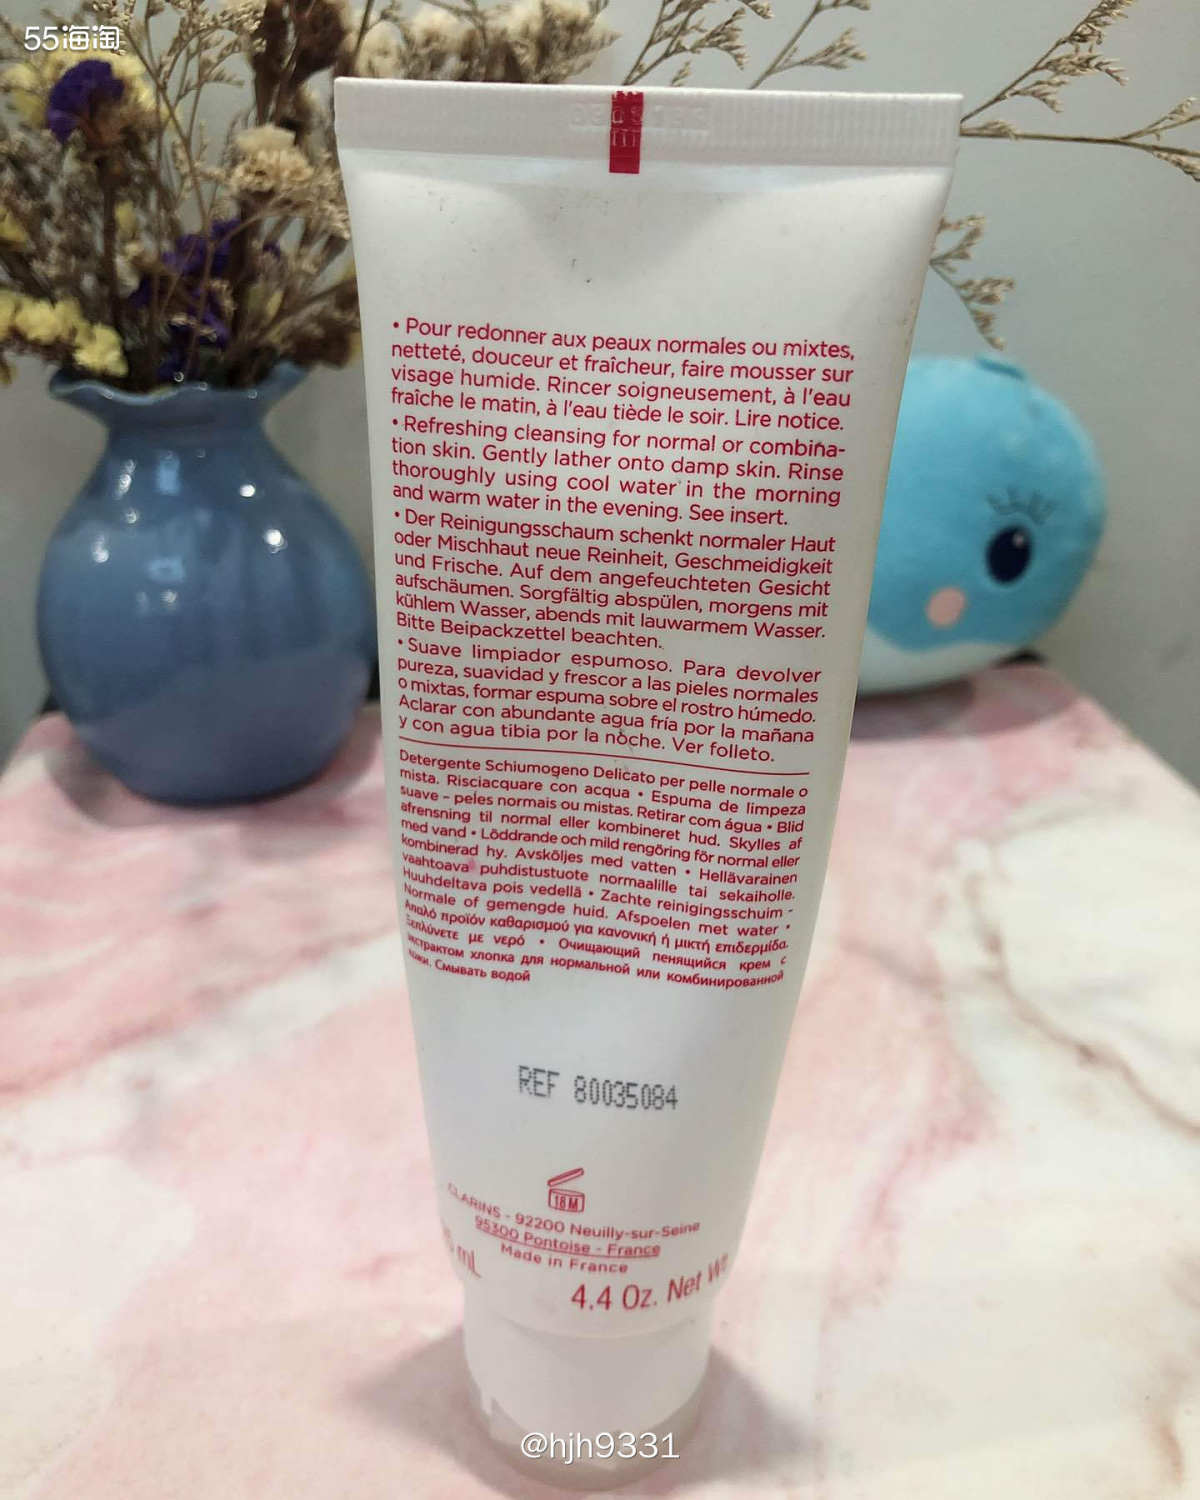 55海淘
• Pour redonner aux peaux normales ou mixtes,
netteté, douceur et fraîcheur, faire mousser sur
visage humide. Rincer soigneusement, à l'eau
fraîche le matin, à l'eau tiède le soir. Lire notice.
• Refreshing cleansing for normal or combina-
tion skin. Gently lather onto damp skin. Rinse
thoroughly using cool water in the morning
and warm water in the evening. See insert.
• Der Reinigungsschaum schenkt normaler Haut
oder Mischhaut neue Reinheit, Geschmeidigkeit
und Frische. Auf dem angefeuchteten Gesicht
aufschäumen. Sorgfältig abspülen, morgens mit
kühlem Wasser, abends mit lauwarmem Wasser.
Bitte Beipackzettel beachten.
• Suave limpiador espumoso. Para devolver
pureza, suavidad y frescor a las pieles normales
o mixtas, formar espuma sobre el rostro húmedo.
Aclarar con abundante agua fría por la mañana
y con agua tibia por la noche. Ver folleto.
Detergente Schiumogeno Delicato per pelle normale o
mista. Risciacquare con acqua • Espuma de limpeza
suave - peles normais ou mistas. Retirar com água • Blid
afrensning til normal eller kombineret hud. Skylles af
med vand • Löddrande och mild rengöring för normal eller
kombinerad hy. Avsköljes med vatten • Hellävarainen
vaahtoava puhdistustuote normaalille tai sekaiholle.
Huuhdeltava pois vedellä • Zachte reinigingsschuim -
Normale of gemengde huid. Afspoelen met water •
Απαλό προϊόν καθαρισμού για κανονική ή μικτή επιδερμίδα.
Ξεπλύνετε με νερό • Очищающий пенящийся крем с
экстрактом хлопка для нормальной или комбинированной
кожи. Смывать водой
REF 80035084
18M
CLARINS - 92200 Neuilly-sur-Seine
95300 Pontoise - France
Made in France
mL
4.4 Oz. Net Wt
@hjh9331